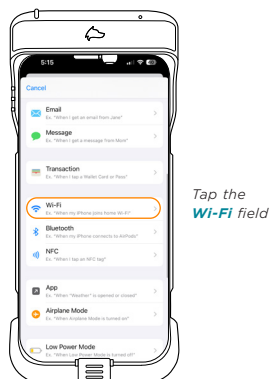 5:15
Cancel
Email
Ex. "When I get an email from Jane"
Message
Ex. "When I get a message from Mom"
Transaction
Ex. "When I tap a Wallet Card or Pass"
Wi-Fi
Ex. "When my iPhone joins home Wi-Fi"
Bluetooth
Ex. "When my iPhone connects to AirPods"
NFC
Ex. "When I tap an NFC tag"
App
Ex. "When "Weather" is opened or closed"
Airplane Mode
Ex. "When Airplane Mode is turned on"
Low Power Mode
Ex. "When Low Power Mode is turned off"
Tap the
Wi-Fi field